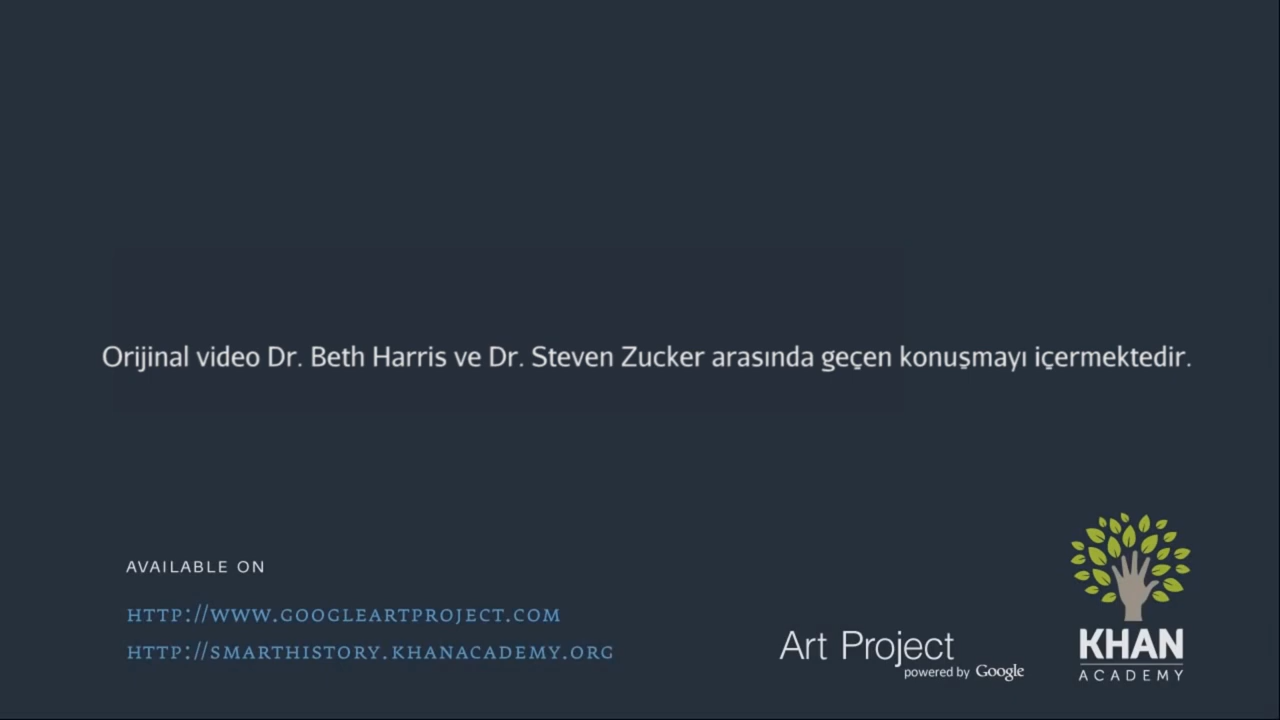 Orijinal video Dr. Beth Harris ve Dr. Steven Zucker arasında geçen konuşmayı içermektedir.
AVAILABLE ON
HTTP://WWW.GOOGLEARTPROJECT.COM
HTTP://SMARTHISTORY.KHANACADEMY.ORG
Art Project
powered by Google
KHAN
ACADEMY